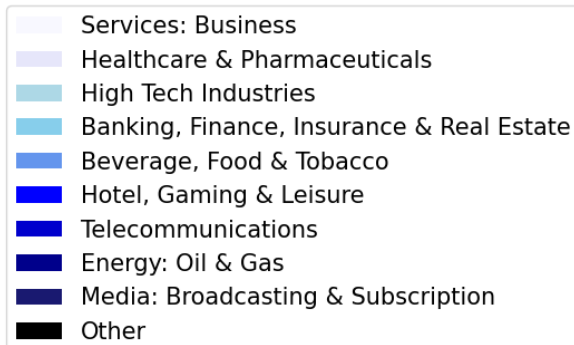 Services: Business
Healthcare & Pharmaceuticals
High Tech Industries
Banking, Finance, Insurance & Real Estate
Beverage, Food & Tobacco
Hotel, Gaming & Leisure
Telecommunications
Energy: Oil & Gas
Media: Broadcasting & Subscription
Other